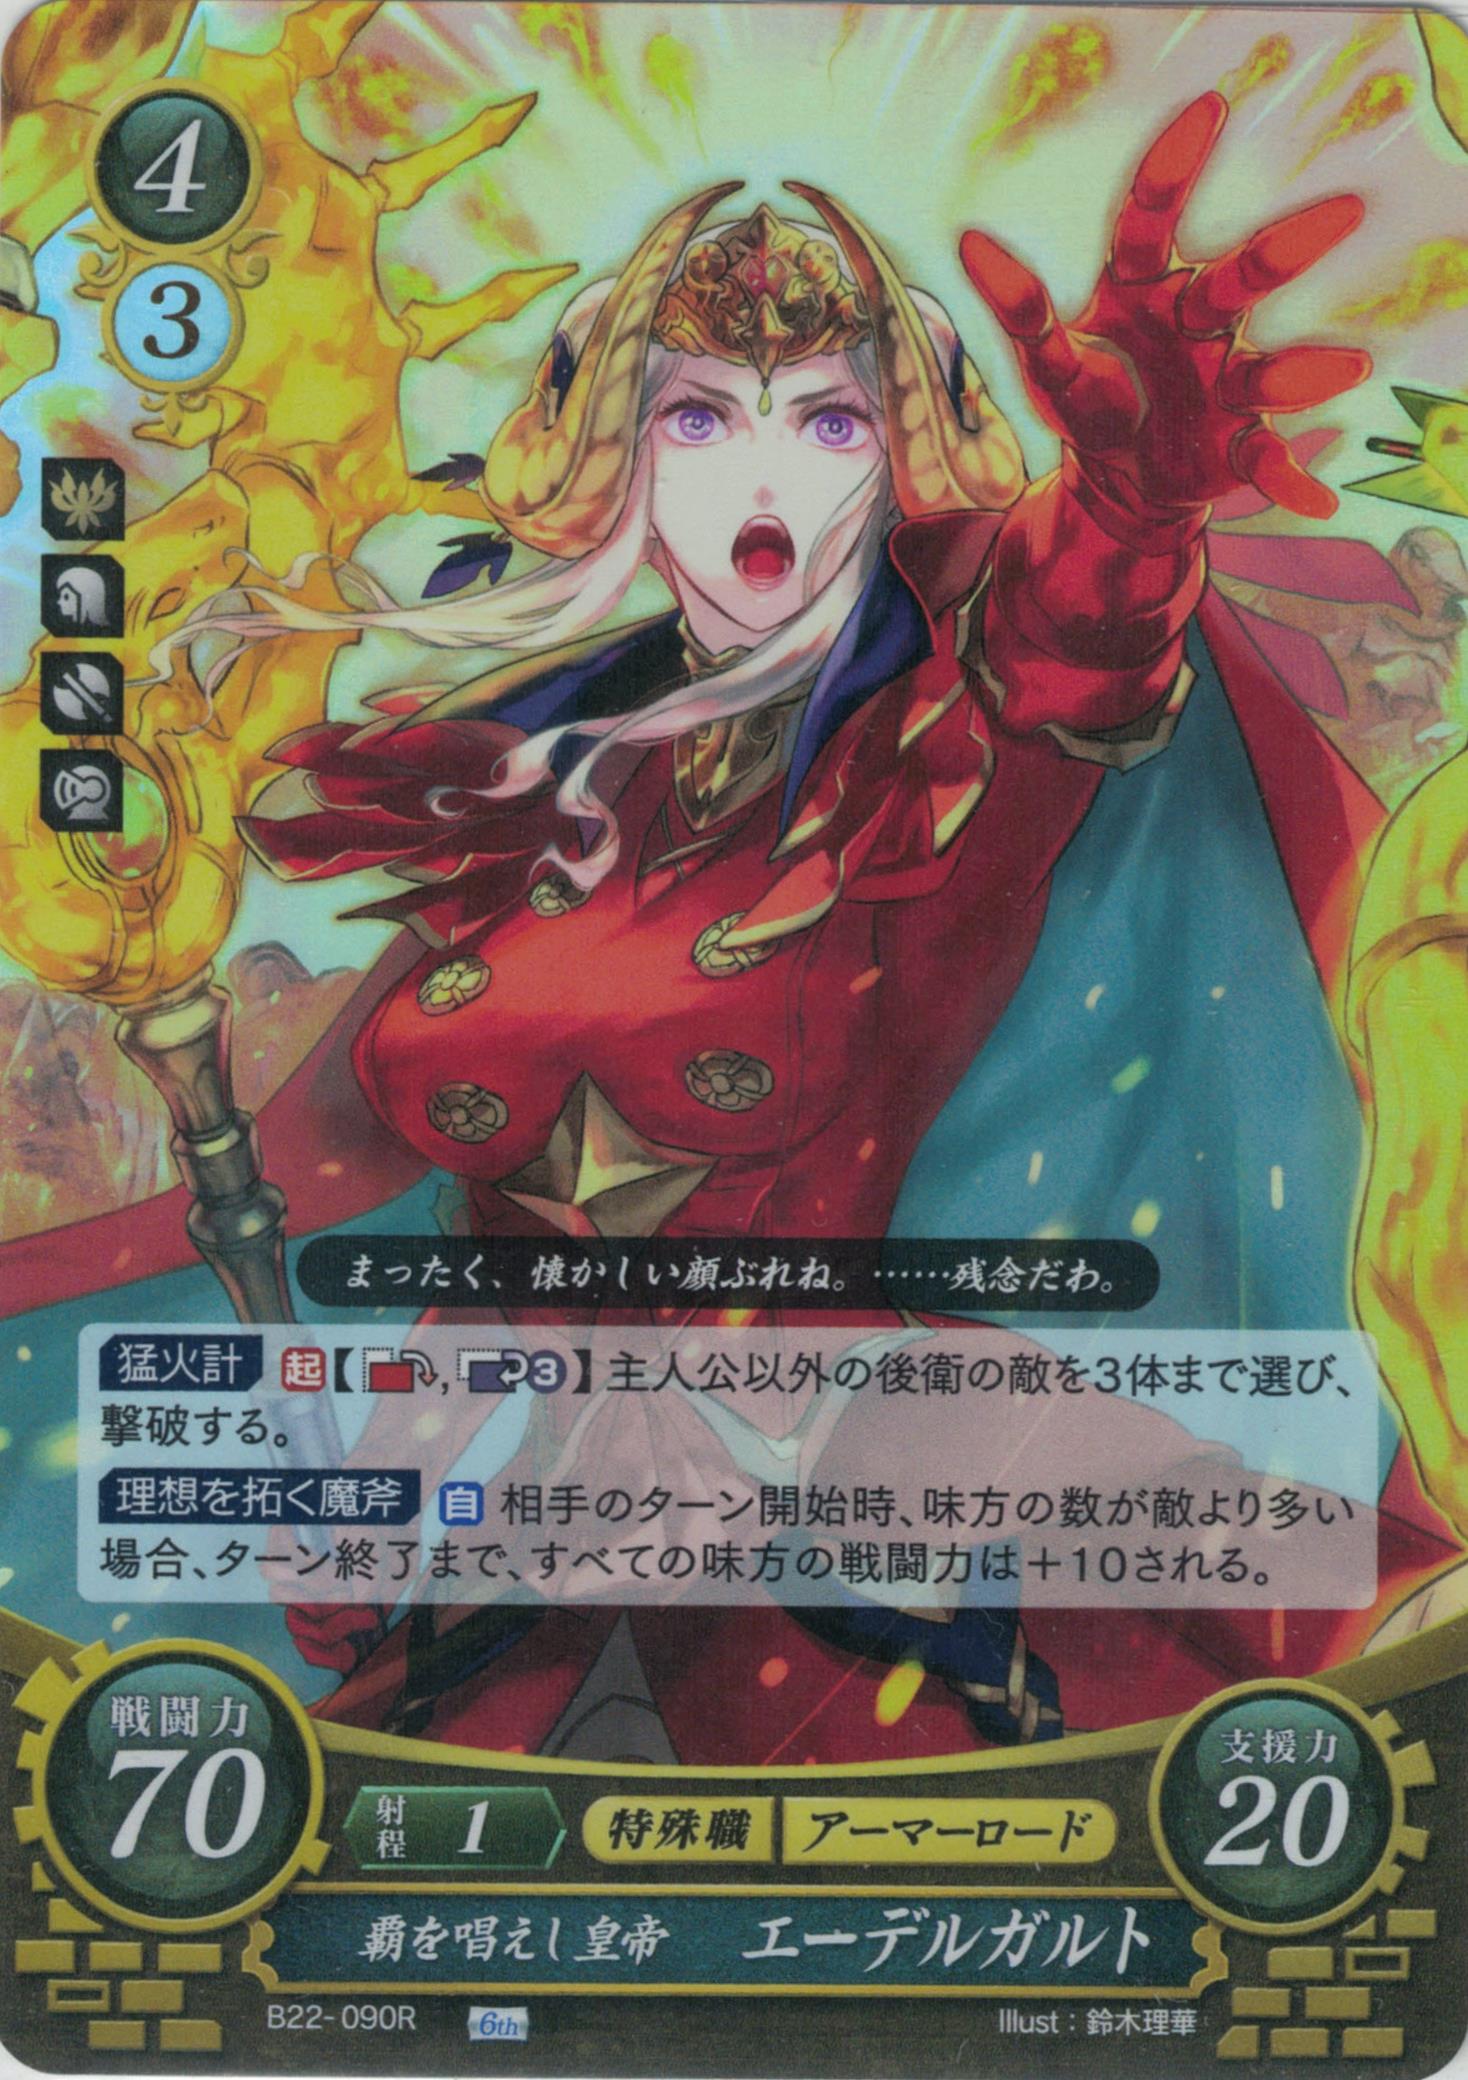 4
3
まったく、懐かしい顔ぶれね。……残念だわ。
猛火計 起【, 3】主人公以外の後衛の敵を3体まで選び、
撃破する。
理想を拓く魔斧 自 相手のターン開始時、味方の数が敵より多い
場合、ターン終了まで、すべての味方の戦闘力は＋10される。
戦闘力
70
射程 1
特殊職 アーマーロード
支援力
20
覇を唱えし皇帝 エーデルガルト
B22-090R 6th Illust：鈴木理華